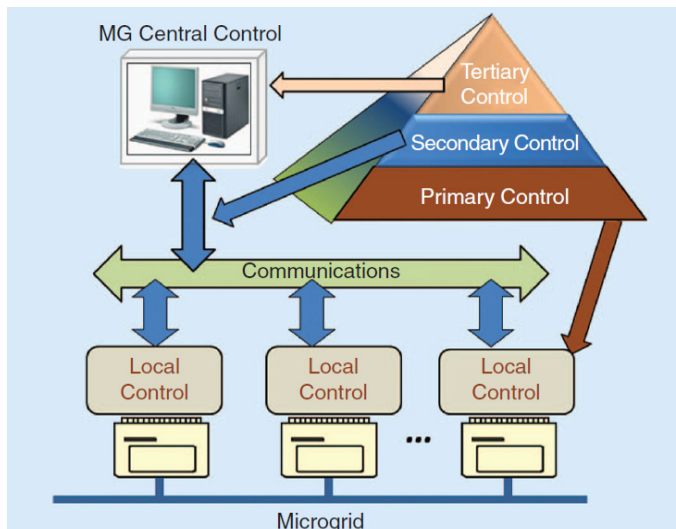 MG Central Control
Tertiary
Control
Secondary Control
Primary Control
Communications
Local
Control
Local
Control
Local
Control
...
Microgrid